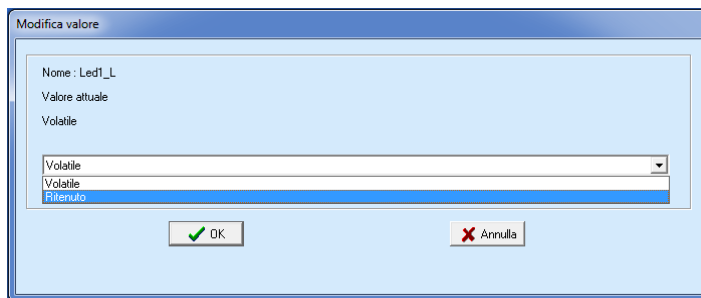 Modifica valore
Nome : Led1_L
Valore attuale
Volatile
Volatile
Volatile
Ritenuto
OK
Annulla